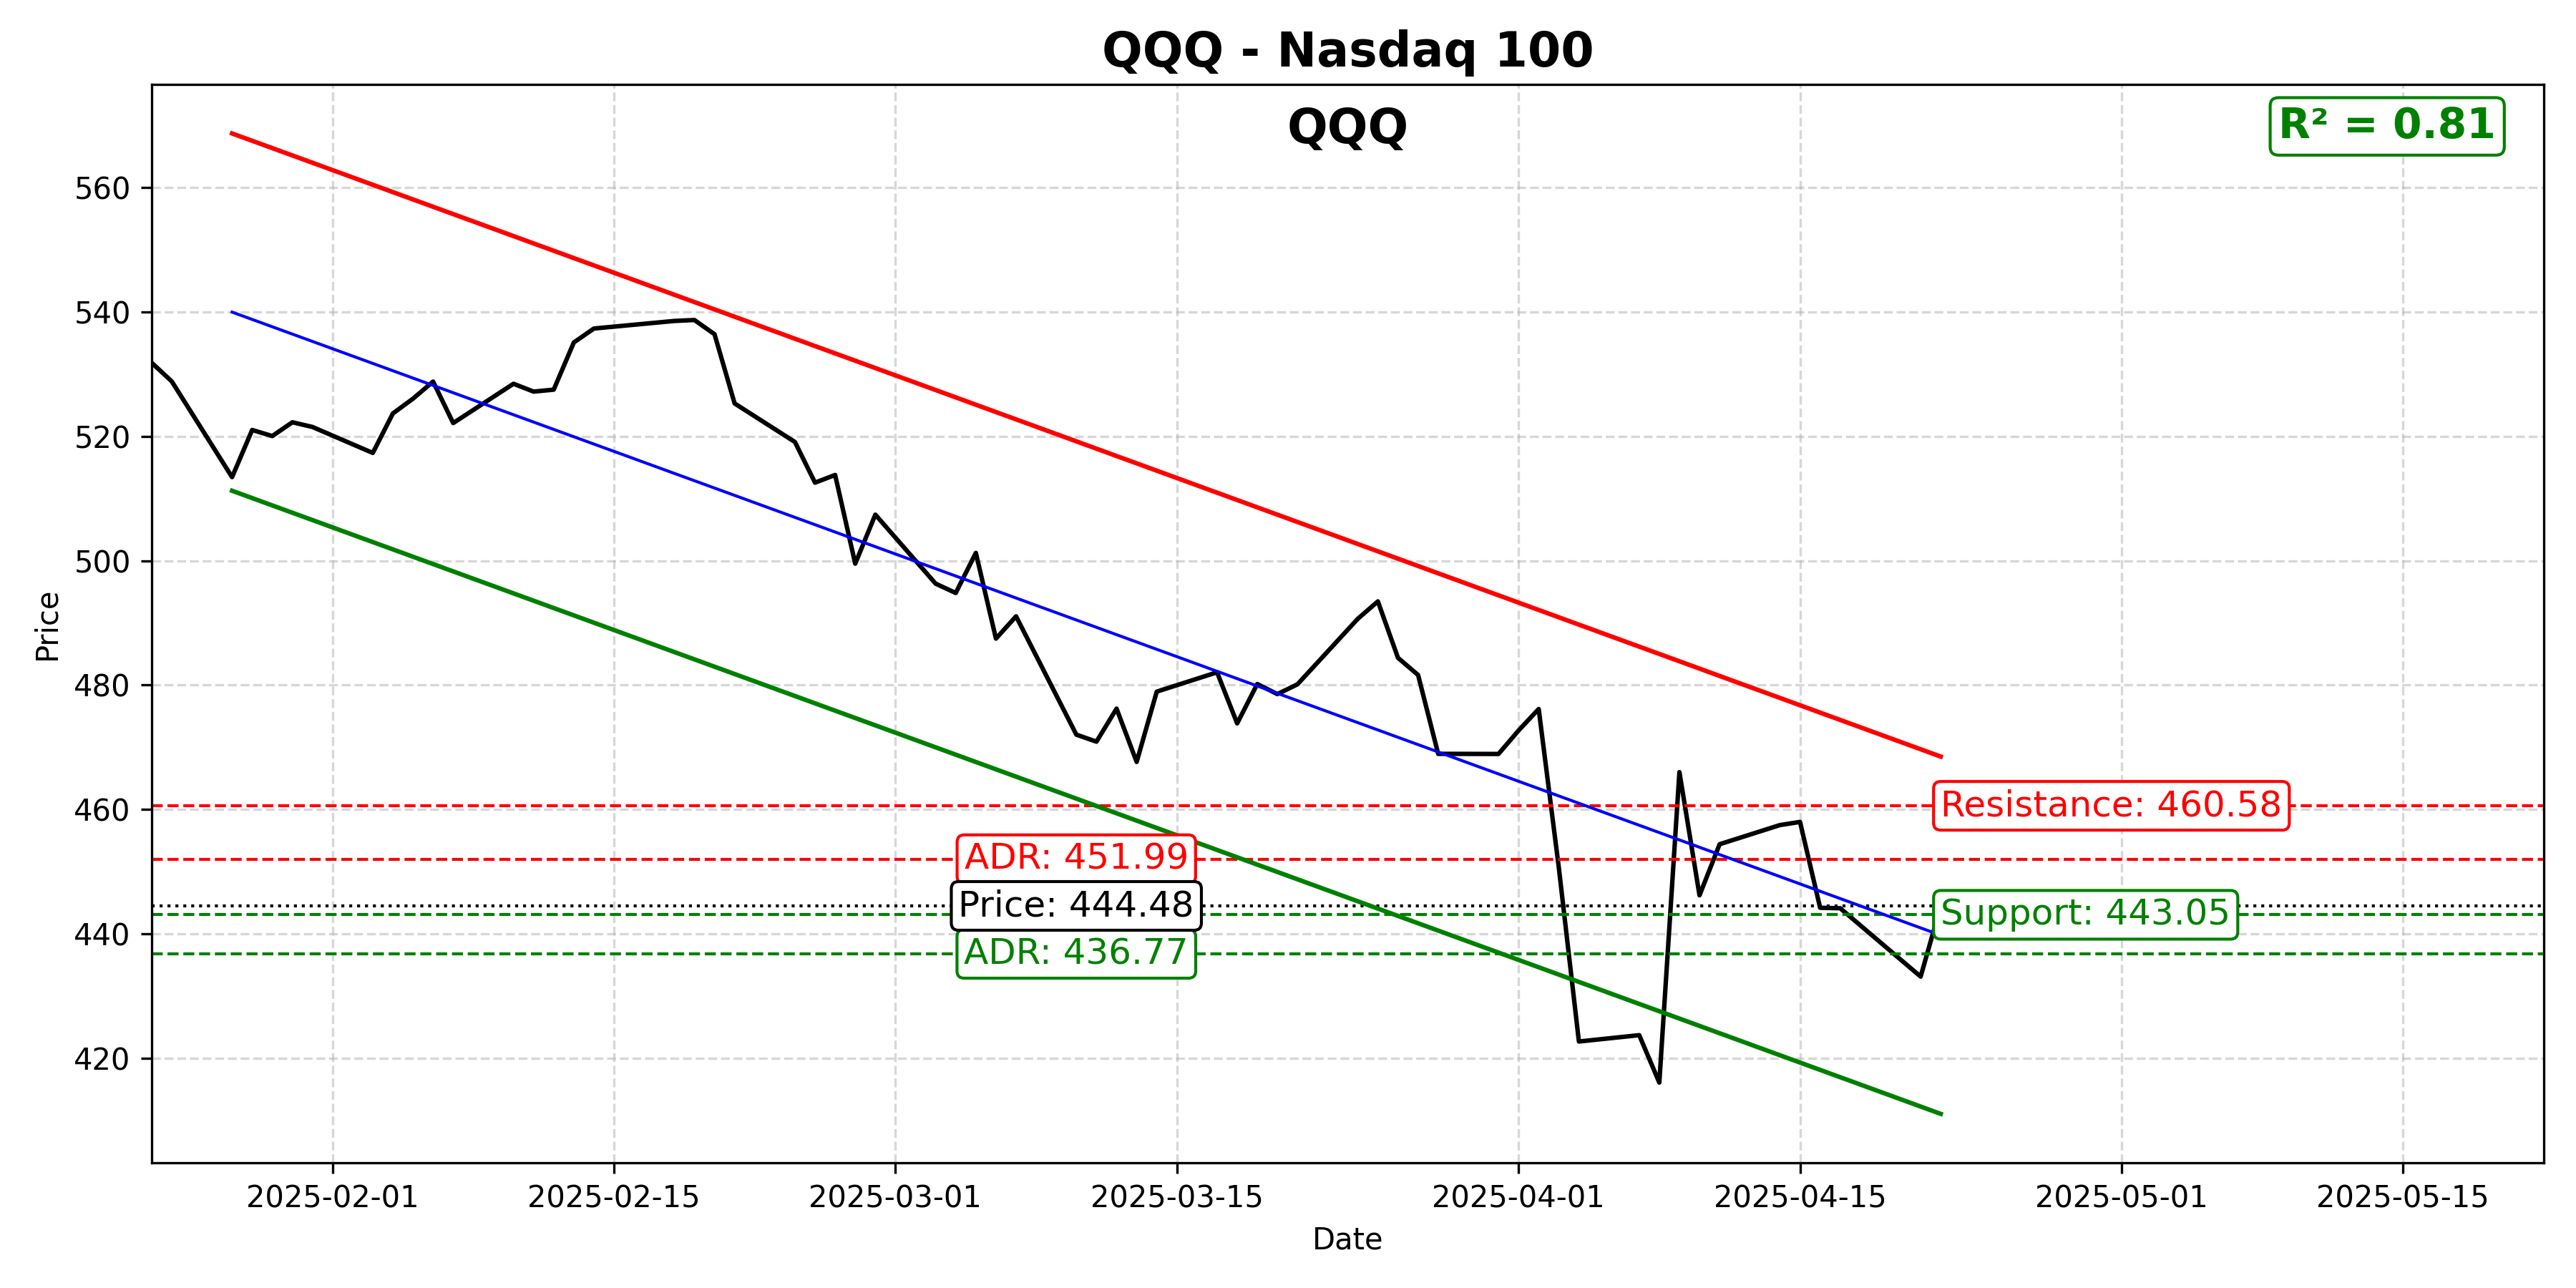 QQQ - Nasdaq 100
QQQ
R² = 0.81
560
540
520
500
480
460
440
420
Price
Resistance: 460.58
ADR: 451.99
Price: 444.48
Support: 443.05
ADR: 436.77
2025-02-01
2025-02-15
2025-03-01
2025-03-15
2025-04-01
2025-04-15
2025-05-01
2025-05-15
Date